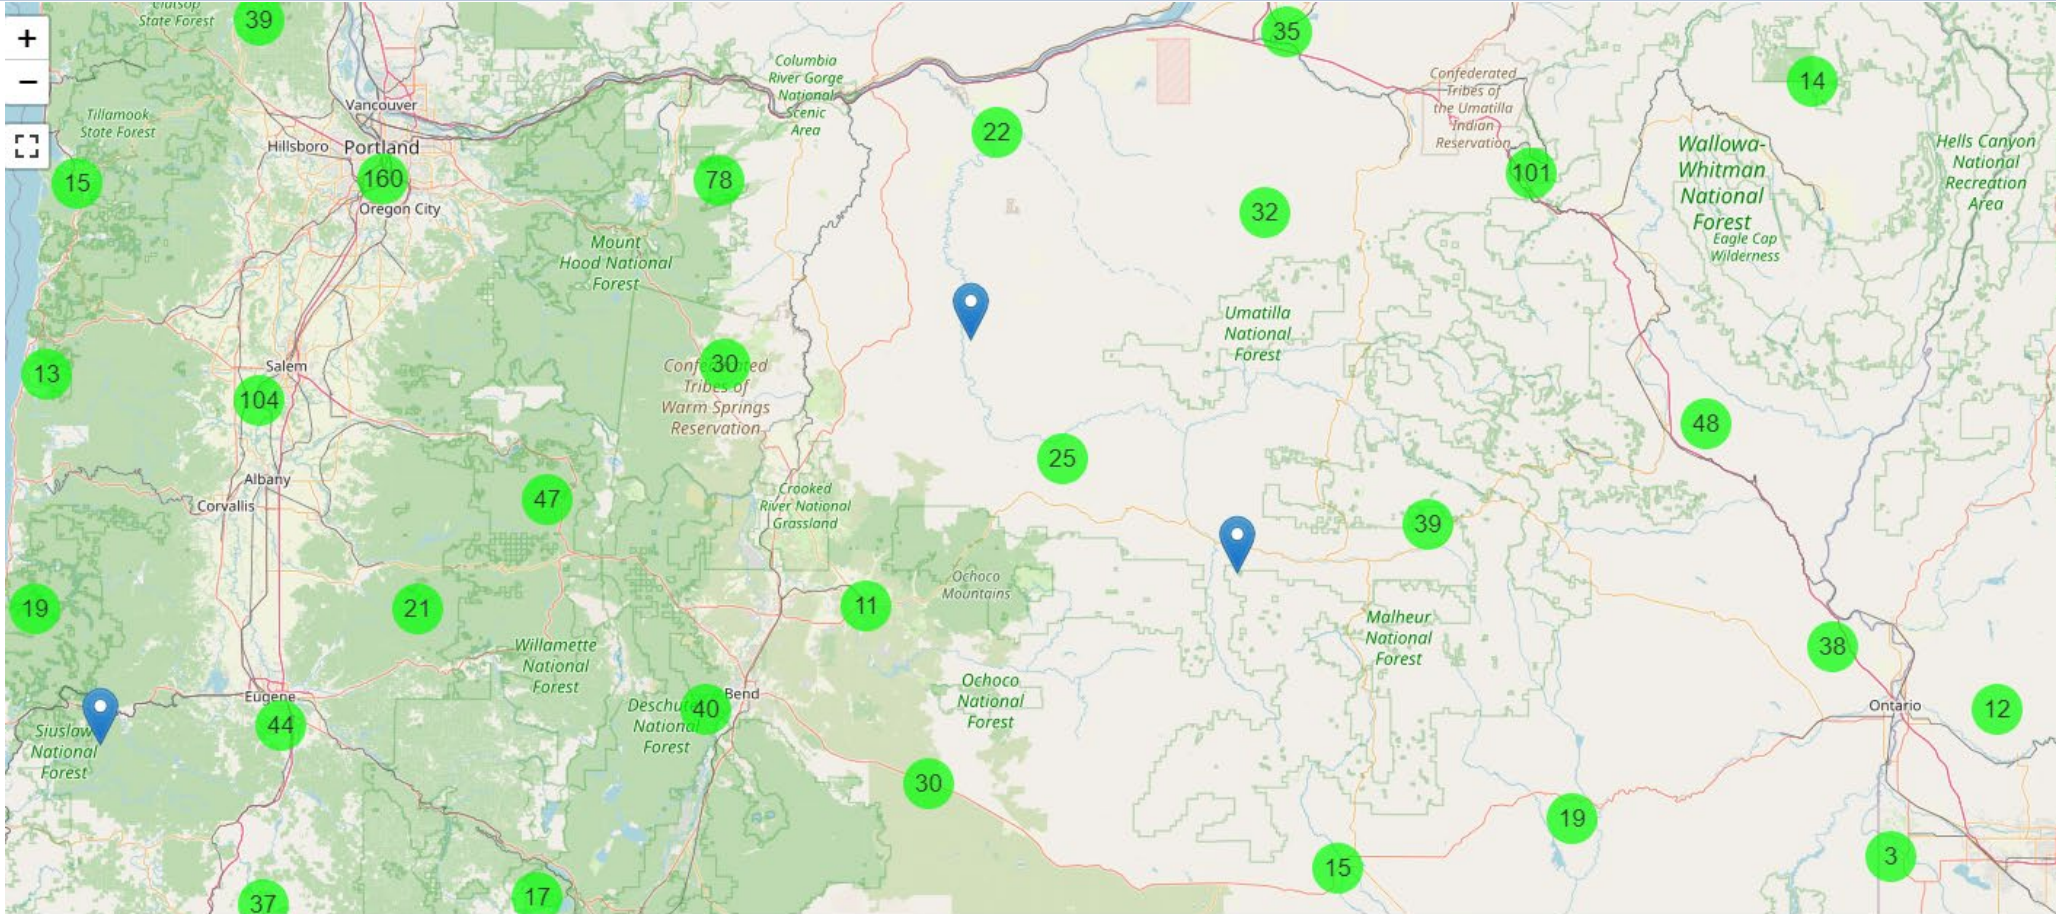 Clatsop
State Forest
39
35
+
−
Columbia
River Gorge
National
Scenic
Area
Confederated
Tribes of
the Umatilla
Indian
Reservation
14
Vancouver
Tillamook
State Forest
Hillsboro
Portland
22
Wallowa-
Whitman
National
Forest
Hells Canyon
National
Recreation
Area
15
160
78
101
Oregon City
32
Mount
Hood National
Forest
Eagle Cap
Wilderness
Umatilla
National
Forest
13
Salem
30
Confederated
Tribes of
Warm Springs
Reservation
104
48
25
Albany
Corvallis
47
Crooked
River National
Grassland
39
Ochoco
Mountains
19
21
11
Malheur
National
Forest
Willamette
National
Forest
38
Eugene
Bend
Ochoco
National
Forest
Ontario
12
Siuslaw
National
Forest
44
Deschutes
National
Forest
40
30
19
15
3
37
17